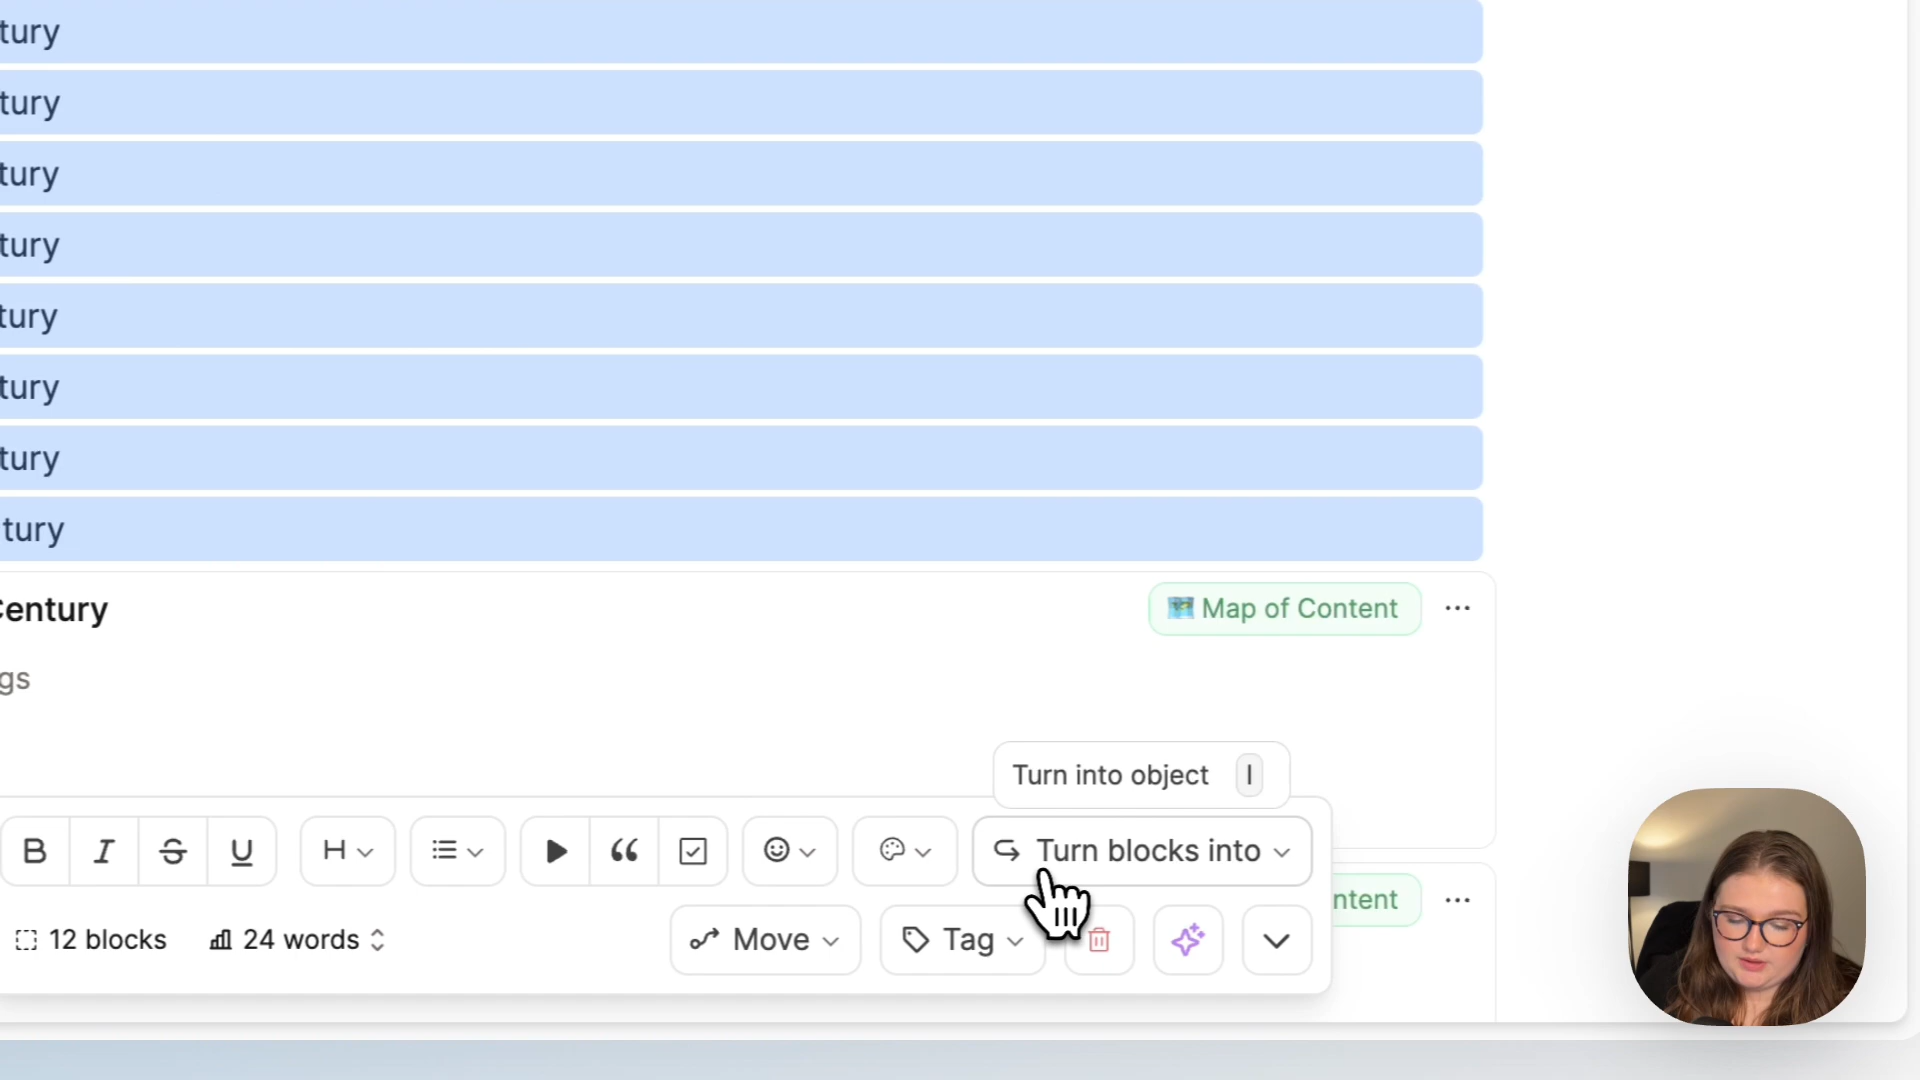 tury
tury
tury
tury
tury
tury
tury
tury
Century
Map of Content
gs
Turn into object I
B I S U H Turn blocks into
ntent
12 blocks 24 words Move Tag